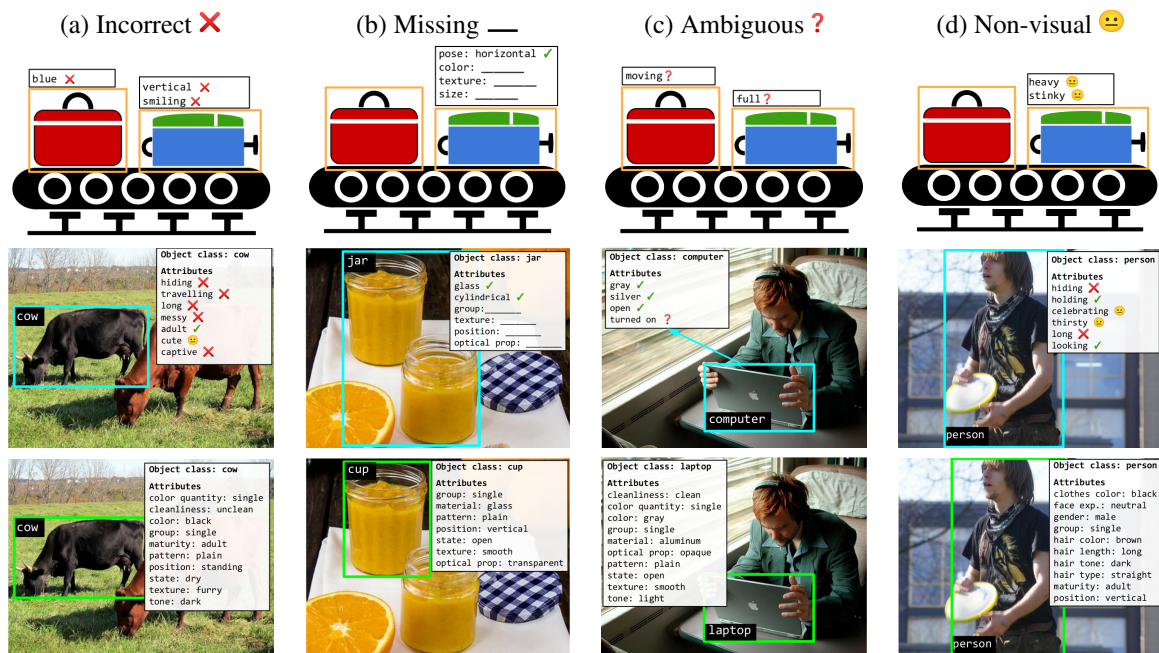 (a) Incorrect ❌
(b) Missing __
(c) Ambiguous ❓
(d) Non-visual 😐
blue ❌
vertical ❌
smiling ❌
pose: horizontal ✓
color: _______
texture: _______
size: _______
moving❓
full❓
heavy 😐
stinky 😐
Object class: cow
Attributes
hiding ❌
travelling ❌
long ❌
messy ❌
adult ✓
cute 😐
captive ❌
cow
jar
Object class: jar
Attributes
glass ✓
cylindrical ✓
group:______
texture: ______
position: ______
optical prop: ______
Object class: computer
Attributes
gray ✓
silver ✓
open ✓
turned on ❓
computer
Object class: person
Attributes
hiding ❌
holding ✓
celebrating 😐
thirsty 😐
long ❌
looking ✓
person
Object class: cow
Attributes
color quantity: single
cleanliness: unclean
color: black
group: single
maturity: adult
pattern: plain
position: standing
state: dry
texture: furry
tone: dark
cow
cup
Object class: cup
Attributes
group: single
material: glass
pattern: plain
position: vertical
state: open
texture: smooth
optical prop: transparent
Object class: laptop
Attributes
cleanliness: clean
color quantity: single
color: gray
group: single
material: aluminum
optical prop: opaque
pattern: plain
state: open
texture: smooth
tone: light
laptop
Object class: person
Attributes
clothes color: black
face exp.: neutral
gender: male
group: single
hair color: brown
hair length: long
hair tone: dark
hair type: straight
maturity: adult
position: vertical
person